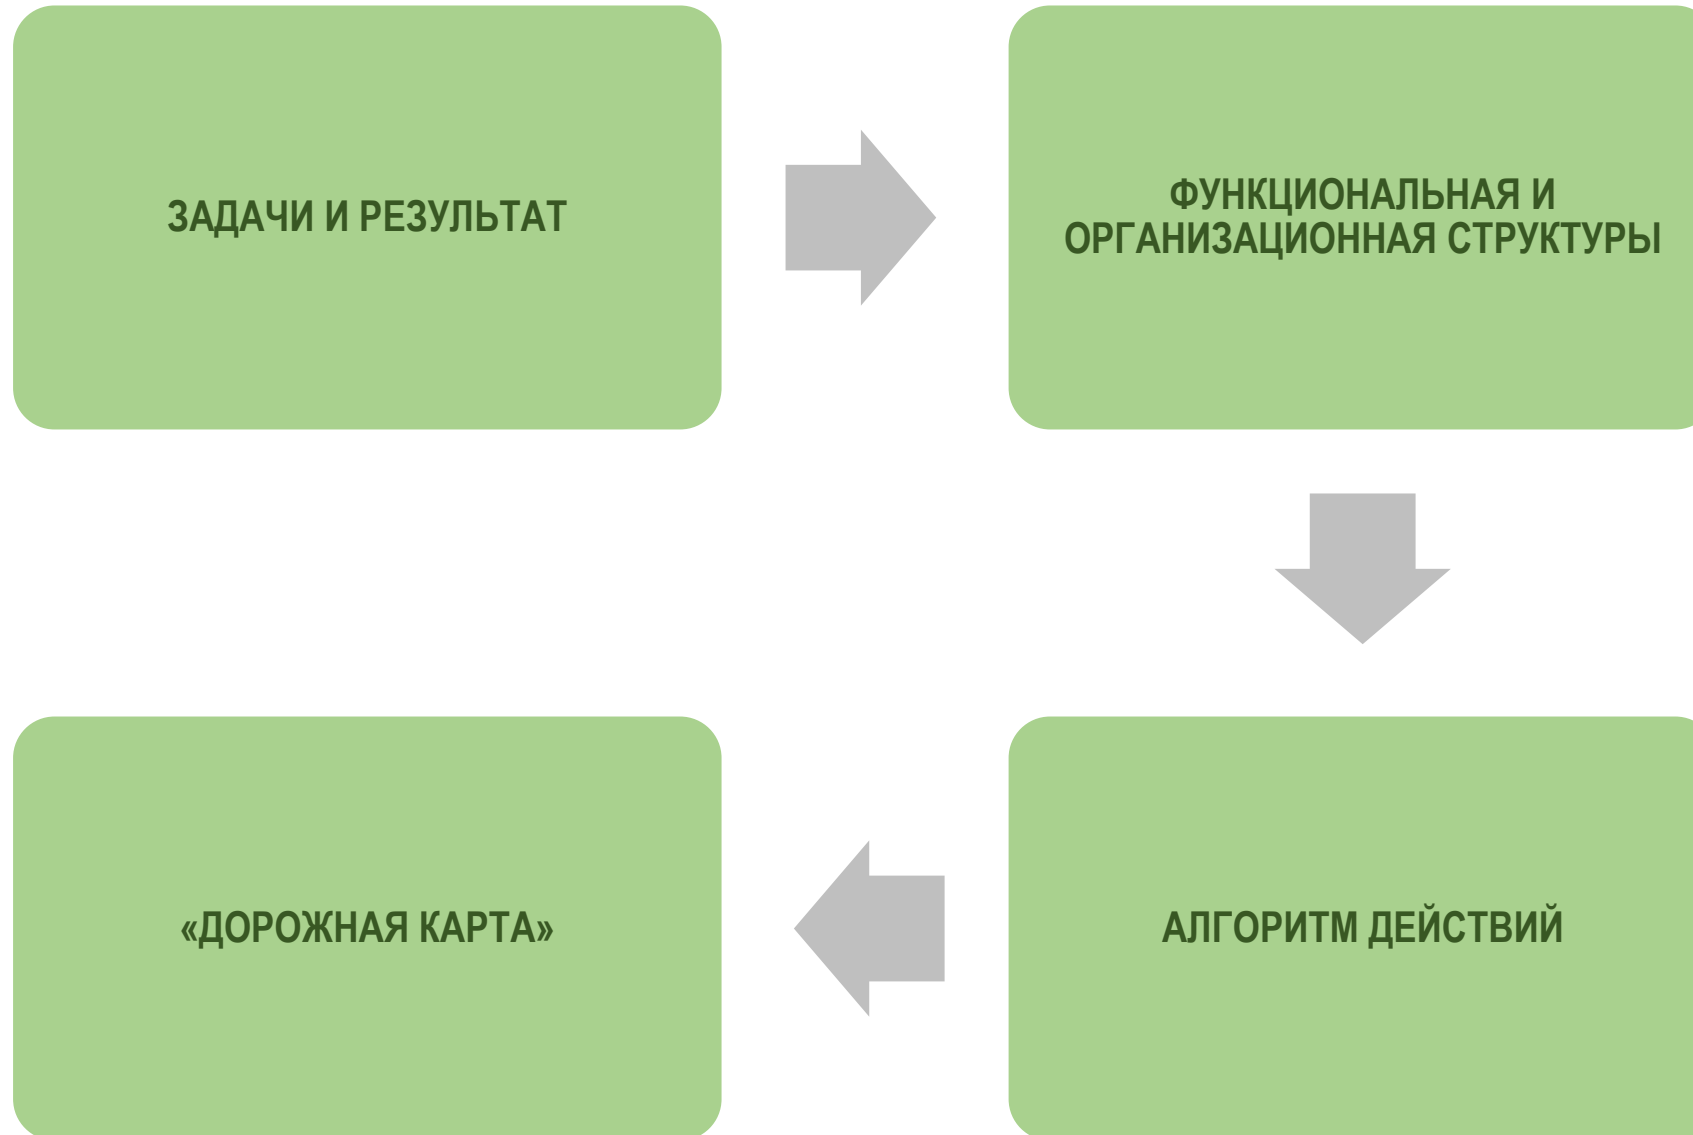 ЗАДАЧИ И РЕЗУЛЬТАТ
ФУНКЦИОНАЛЬНАЯ И
ОРГАНИЗАЦИОННАЯ СТРУКТУРЫ
АЛГОРИТМ ДЕЙСТВИЙ
«ДОРОЖНАЯ КАРТА»